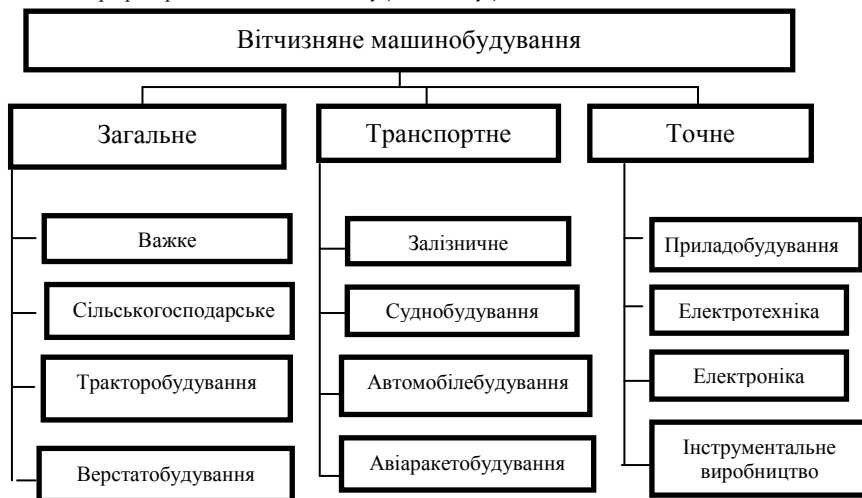 Вітчизняне машинобудування
Загальне
Транспортне
Точне
Важке
Сільськогосподарське
Тракторобудування
Верстатобудування
Залізничне
Суднобудування
Автомобілебудування
Авіаракетобудування
Приладобудування
Електротехніка
Електроніка
Інструментальне
виробництво